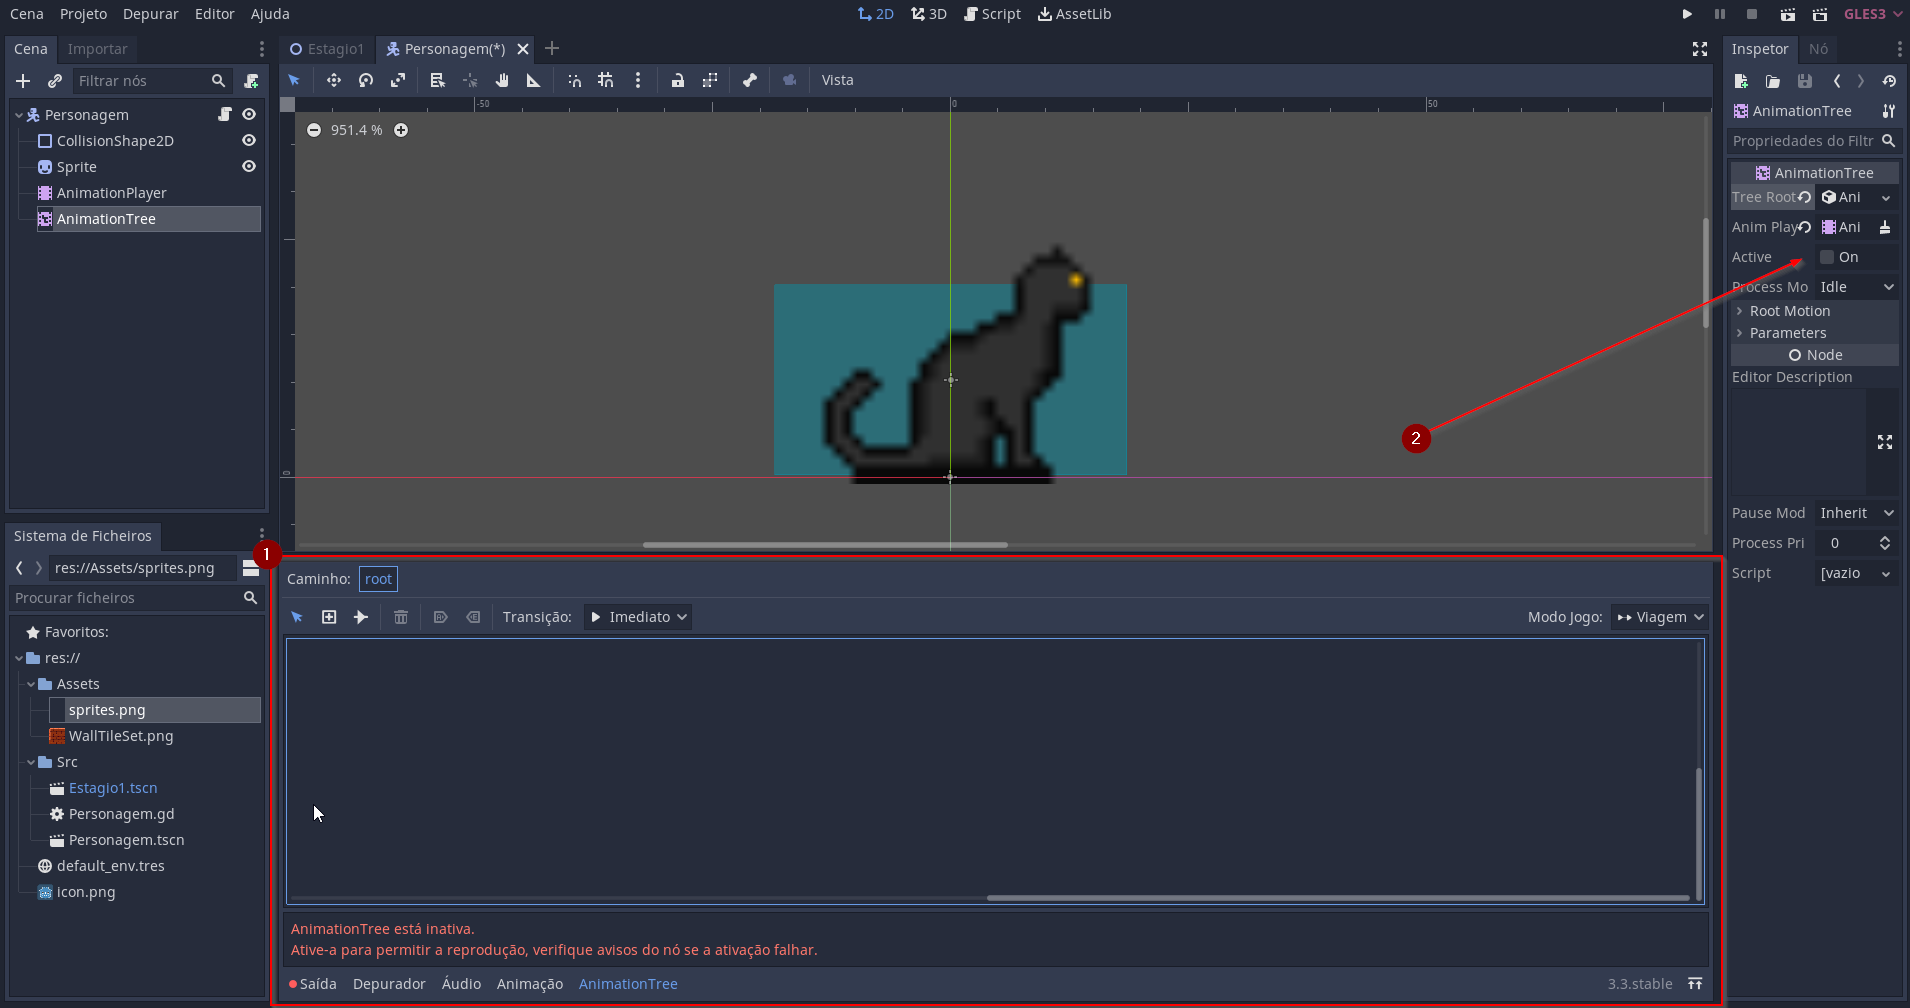 Cena Projeto Depurar Editor Ajuda
2D 3D Script AssetLib
GLES3
Cena Importar
Filtrar nós
Personagem
CollisionShape2D
Sprite
AnimationPlayer
AnimationTree
Estagio1 Personagem(*)
Vista
-50 0 50
951.4 %
0
Inspetor Nó
AnimationTree
Propriedades do Filtr
AnimationTree
Tree Root Ani
Anim Play Ani
Active On
Process Mo Idle
Root Motion
Parameters
Node
Editor Description
Pause Mod Inherit
Process Pri 0
Script [vazio
2
Sistema de Ficheiros
res://Assets/sprites.png
Procurar ficheiros
Favoritos:
res://
Assets
sprites.png
WallTileSet.png
Src
Estagio1.tscn
Personagem.gd
Personagem.tscn
default_env.tres
icon.png
1
Caminho: root
Transição: Imediato
Modo Jogo: Viagem
AnimationTree está inativa.
Ative-a para permitir a reprodução, verifique avisos do nó se a ativação falhar.
Saída Depurador Áudio Animação AnimationTree
3.3.stable